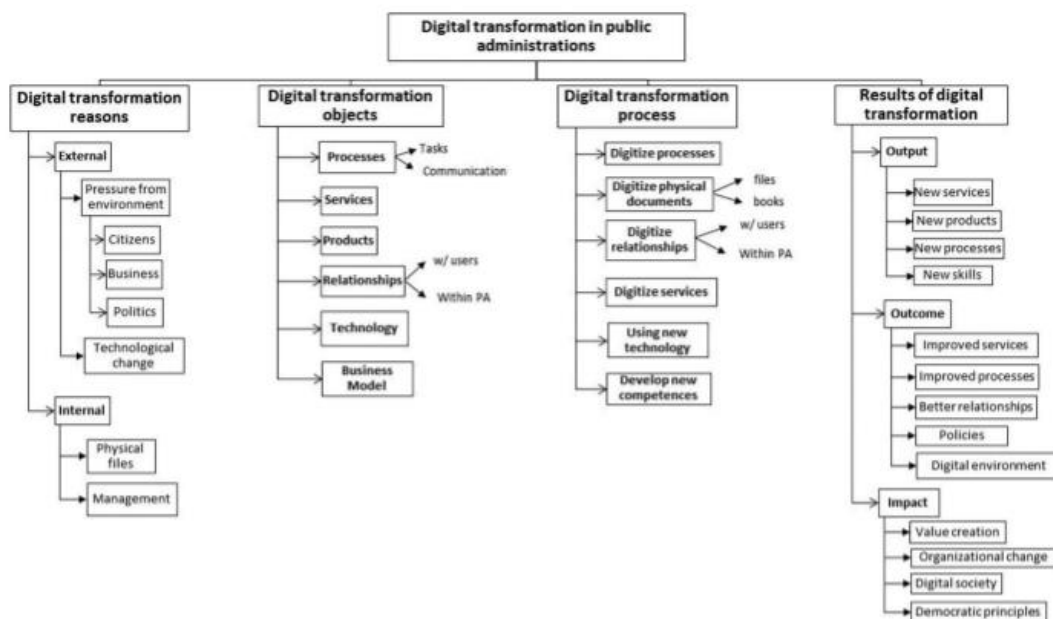 Digital transformation in public
administrations
Digital transformation
reasons
External
Pressure from
environment
Citizens
Business
Politics
Technological
change
Internal
Physical
files
Management
Digital transformation
objects
Processes
Tasks
Communication
Services
Products
Relationships
w/ users
Within PA
Technology
Business
Model
Digital transformation
process
Digitize processes
Digitize physical
documents
files
books
Digitize
relationships
w/ users
Within PA
Digitize services
Using new
technology
Develop new
competences
Results of digital
transformation
Output
New services
New products
New processes
New skills
Outcome
Improved services
Improved processes
Better relationships
Policies
Digital environment
Impact
Value creation
Organizational change
Digital society
Democratic principles